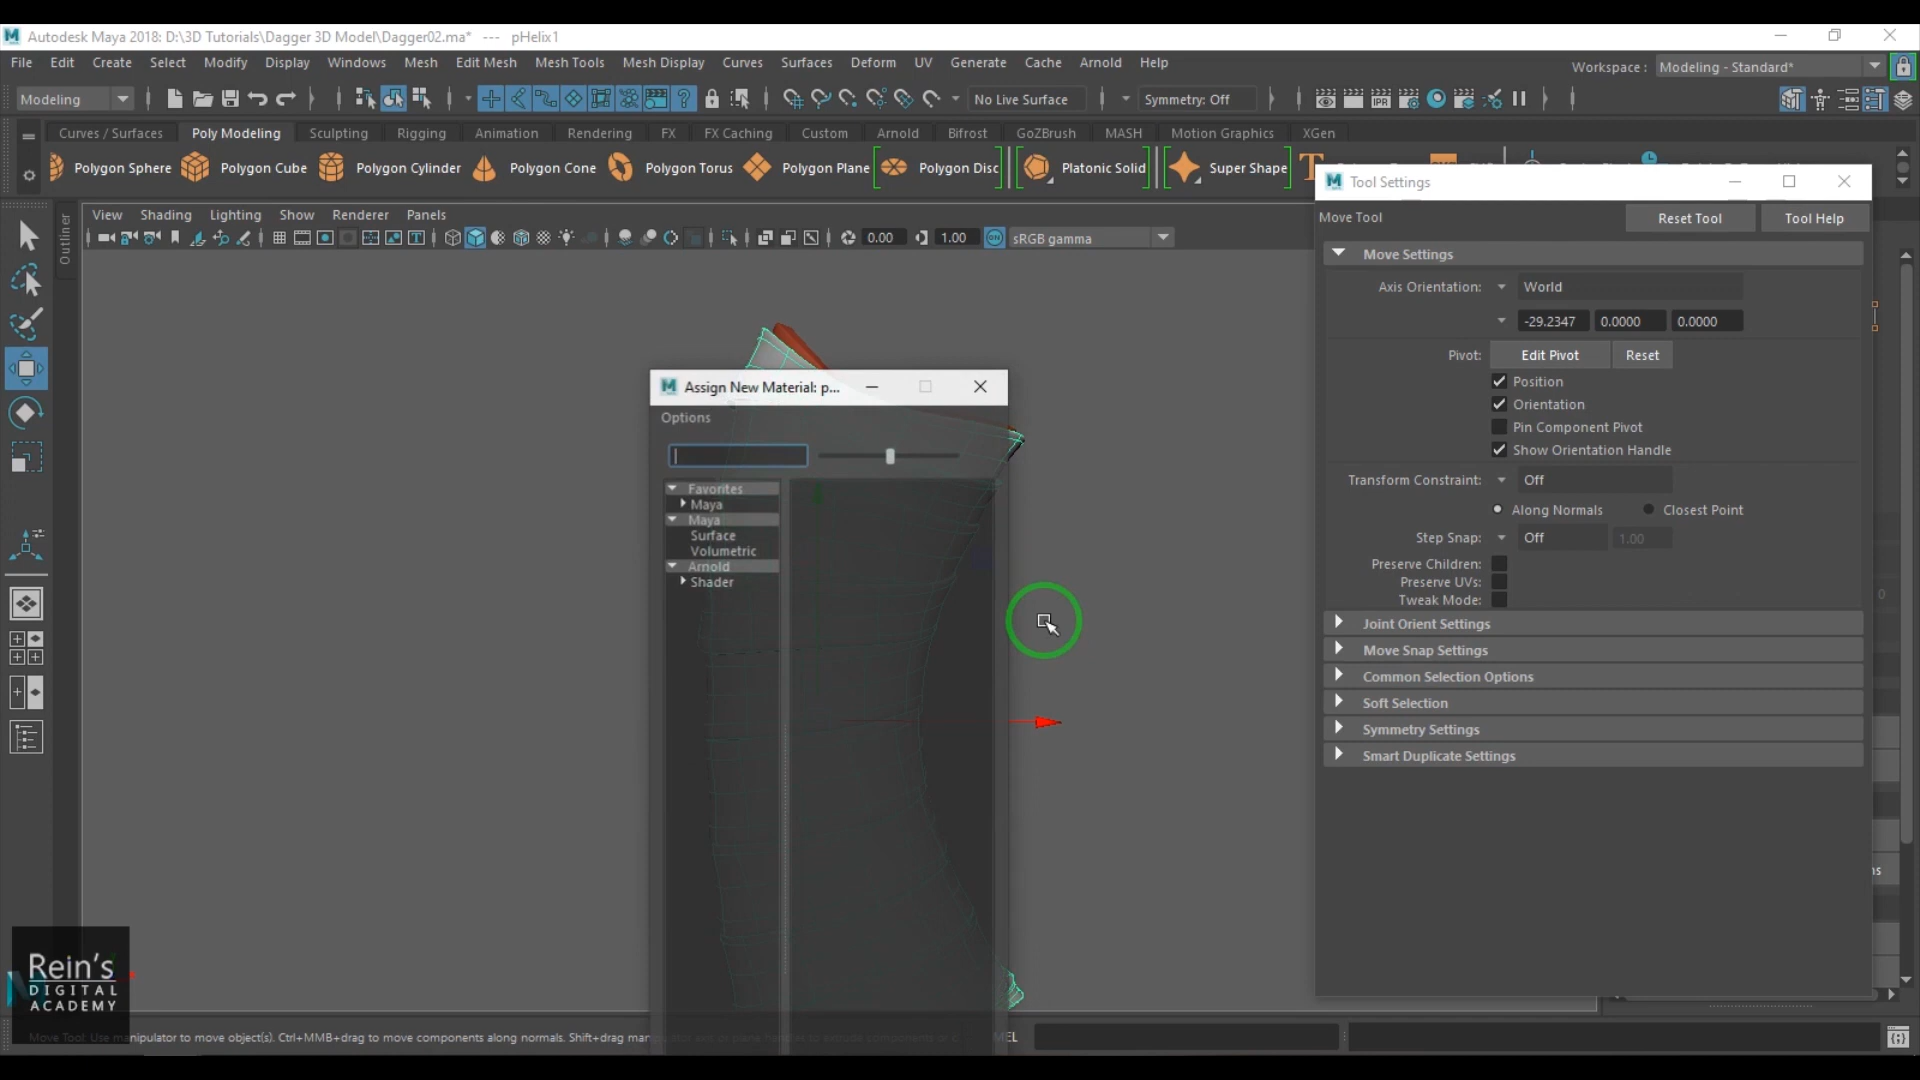 Autodesk Maya 2018: D:\3D Tutorials\Dagger 3D Model\Dagger02.ma* --- pHelix1
File Edit Create Select Modify Display Windows Mesh Edit Mesh Mesh Tools Mesh Display Curves Surfaces Deform UV Generate Cache Arnold Help
Workspace : Modeling - Standard*
Modeling
No Live Surface
Symmetry: Off
IPR
Curves / Surfaces Poly Modeling Sculpting Rigging Animation Rendering FX FX Caching Custom Arnold Bifrost GoZBrush MASH Motion Graphics XGen
Polygon Sphere Polygon Cube Polygon Cylinder Polygon Cone Polygon Torus Polygon Plane Polygon Disc Platonic Solid Super Shape
Tool Settings
Move Tool
Reset Tool
Tool Help
View Shading Lighting Show Renderer Panels
Outliner
0.00
1.00
ON
sRGB gamma
Move Settings
Axis Orientation: World
-29.2347 0.0000 0.0000
Pivot: Edit Pivot Reset
Position
Orientation
Pin Component Pivot
Show Orientation Handle
Transform Constraint: Off
Along Normals Closest Point
Step Snap: Off 1.00
Preserve Children:
Preserve UVs:
Tweak Mode:
Joint Orient Settings
Move Snap Settings
Common Selection Options
Soft Selection
Symmetry Settings
Smart Duplicate Settings
Assign New Material: p...
Options
Favorites
Maya
Maya
Surface
Volumetric
Arnold
Shader
Rein's
DIGITAL
ACADEMY
Move Tool: Use manipulator to move object(s). Ctrl+MMB+drag to move components along normals. Shift+drag
MEL